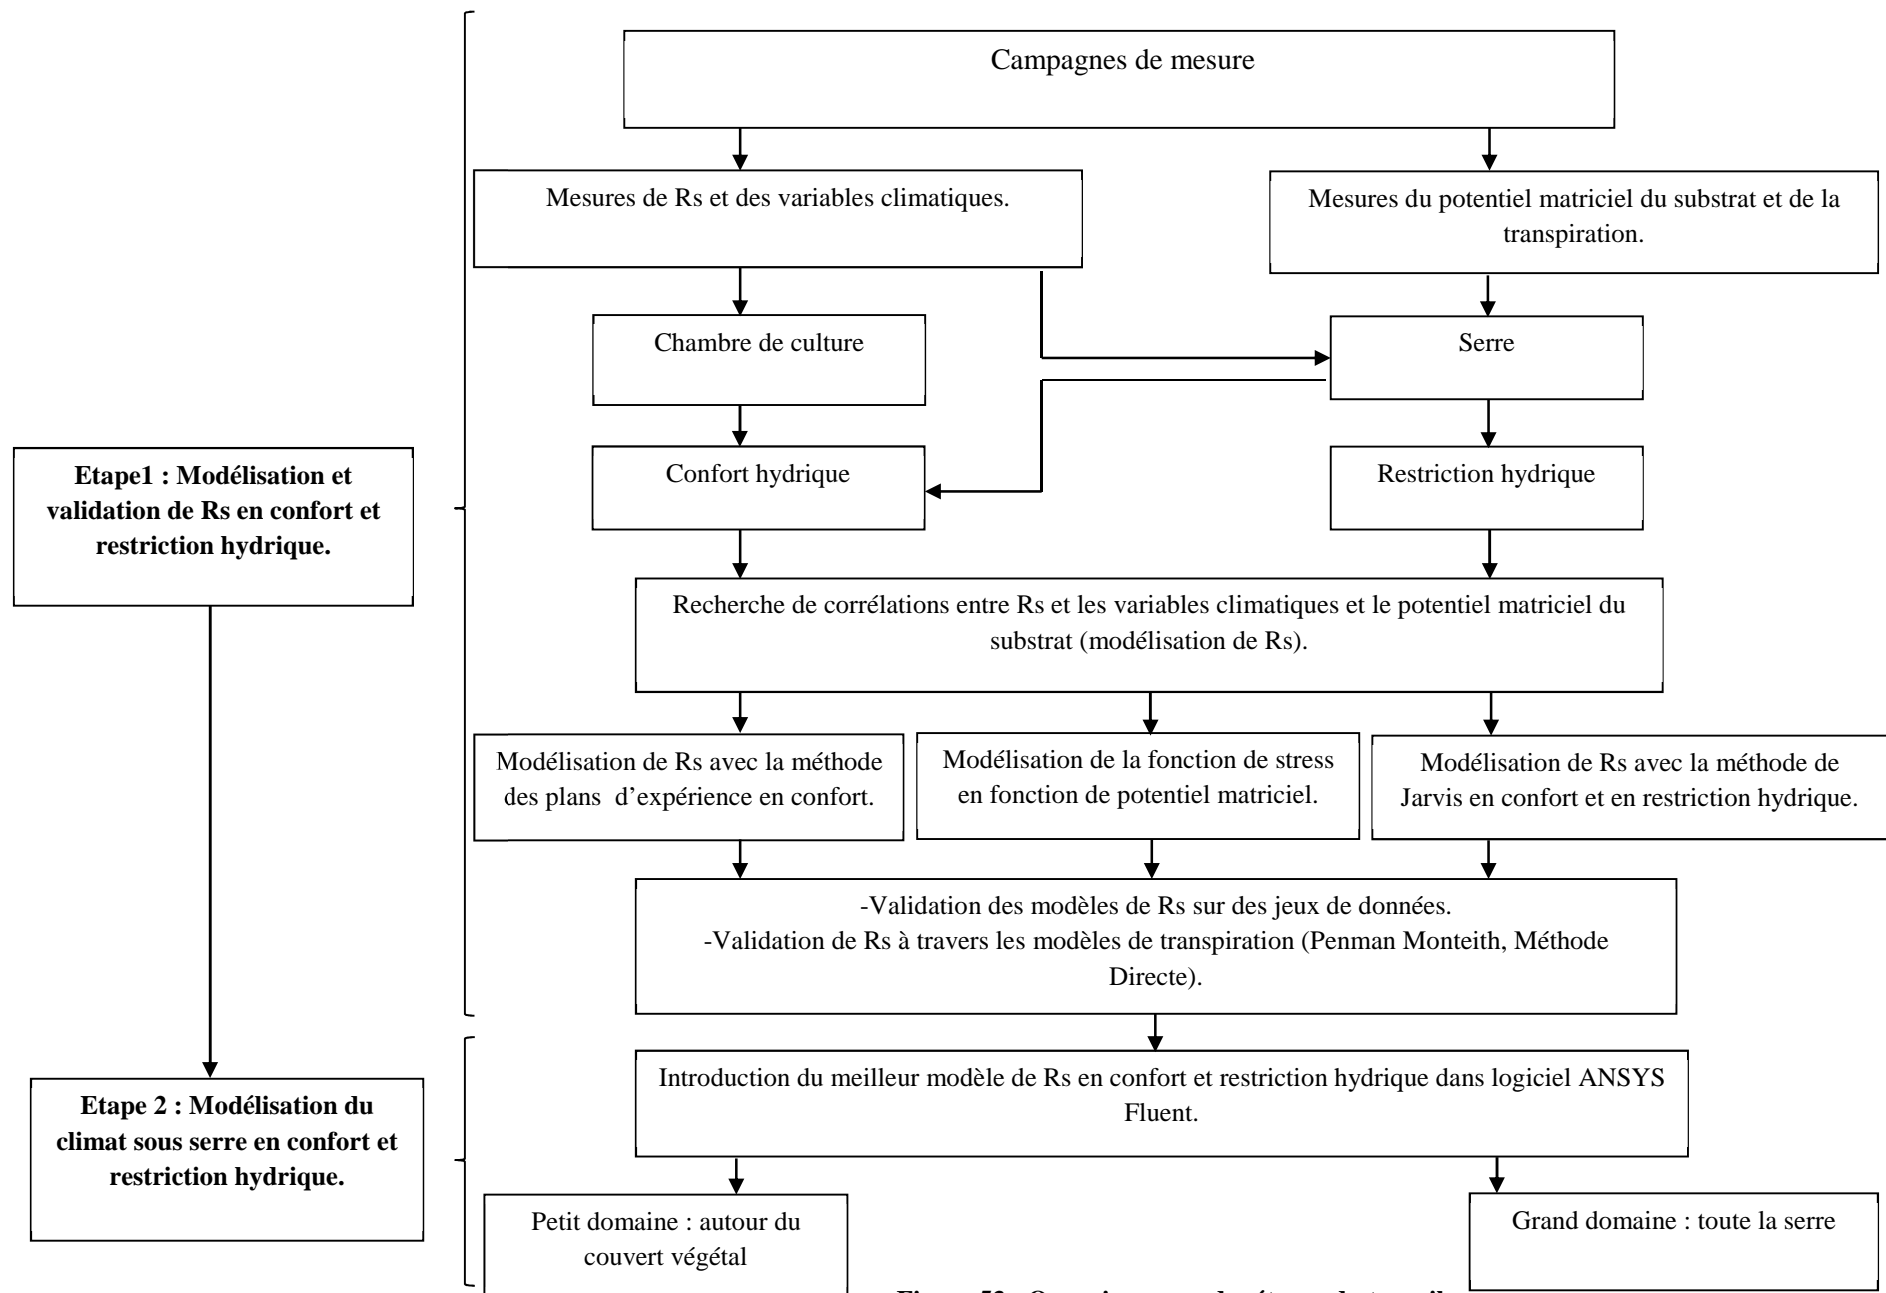 Campagnes de mesure
Mesures de Rs et des variables climatiques.
Mesures du potentiel matriciel du substrat et de la
transpiration.
Chambre de culture
Serre
Confort hydrique
Restriction hydrique
Etape1 : Modélisation et
validation de Rs en confort et
restriction hydrique.
Recherche de corrélations entre Rs et les variables climatiques et le potentiel matriciel du
substrat (modélisation de Rs).
Modélisation de Rs avec la méthode
des plans d’expérience en confort.
Modélisation de la fonction de stress
en fonction de potentiel matriciel.
Modélisation de Rs avec la méthode de
Jarvis en confort et en restriction hydrique.
-Validation des modèles de Rs sur des jeux de données.
-Validation de Rs à travers les modèles de transpiration (Penman Monteith, Méthode
Directe).
Introduction du meilleur modèle de Rs en confort et restriction hydrique dans logiciel ANSYS
Fluent.
Etape 2 : Modélisation du
climat sous serre en confort et
restriction hydrique.
Petit domaine : autour du
couvert végétal
Grand domaine : toute la serre